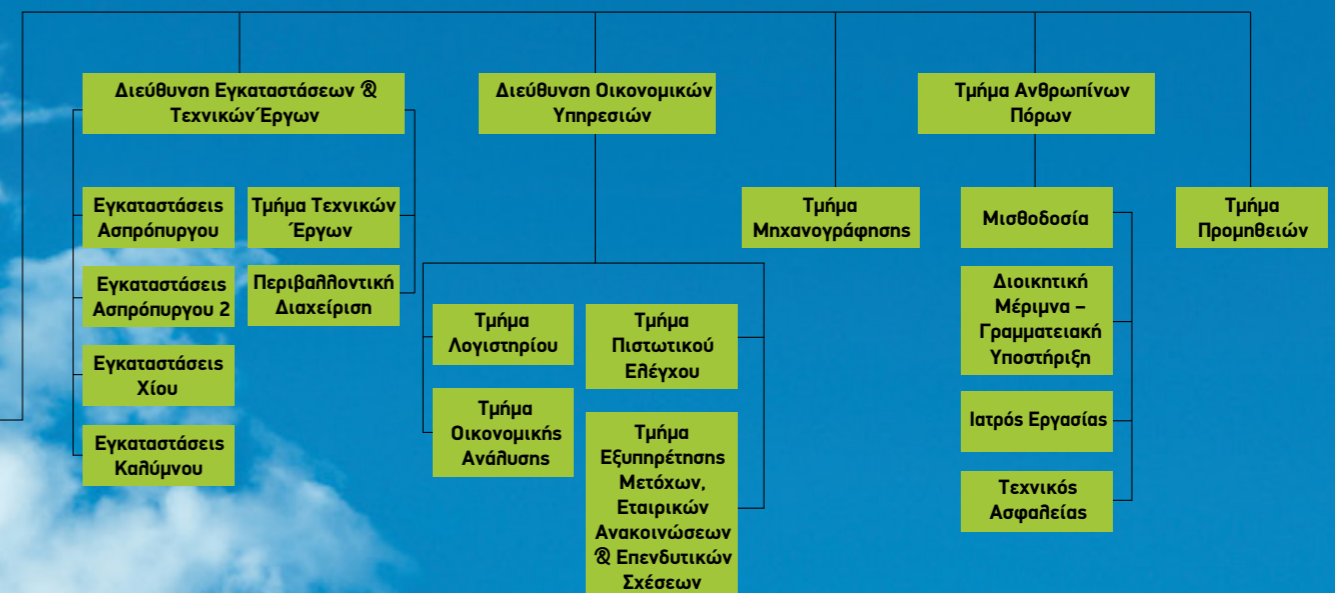 Διεύθυνση Εγκαταστάσεων &
Τεχνικών Έργων
Διεύθυνση Οικονομικών
Υπηρεσιών
Τμήμα Ανθρωπίνων
Πόρων
Εγκαταστάσεις
Ασπρόπυργου
Τμήμα Τεχνικών
Έργων
Τμήμα
Μηχανογράφησης
Μισθοδοσία
Τμήμα
Προμηθειών
Εγκαταστάσεις
Ασπρόπυργου 2
Περιβαλλοντική
Διαχείριση
Διοικητική
Μέριμνα –
Γραμματειακή
Υποστήριξη
Τμήμα
Λογιστηρίου
Τμήμα
Πιστωτικού
Ελέγχου
Εγκαταστάσεις
Χίου
Τμήμα
Οικονομικής
Ανάλυσης
Τμήμα
Εξυπηρέτησης
Μετόχων,
Εταιρικών
Ανακοινώσεων
& Επενδυτικών
Σχέσεων
Ιατρός Εργασίας
Εγκαταστάσεις
Καλύμνου
Τεχνικός
Ασφαλείας